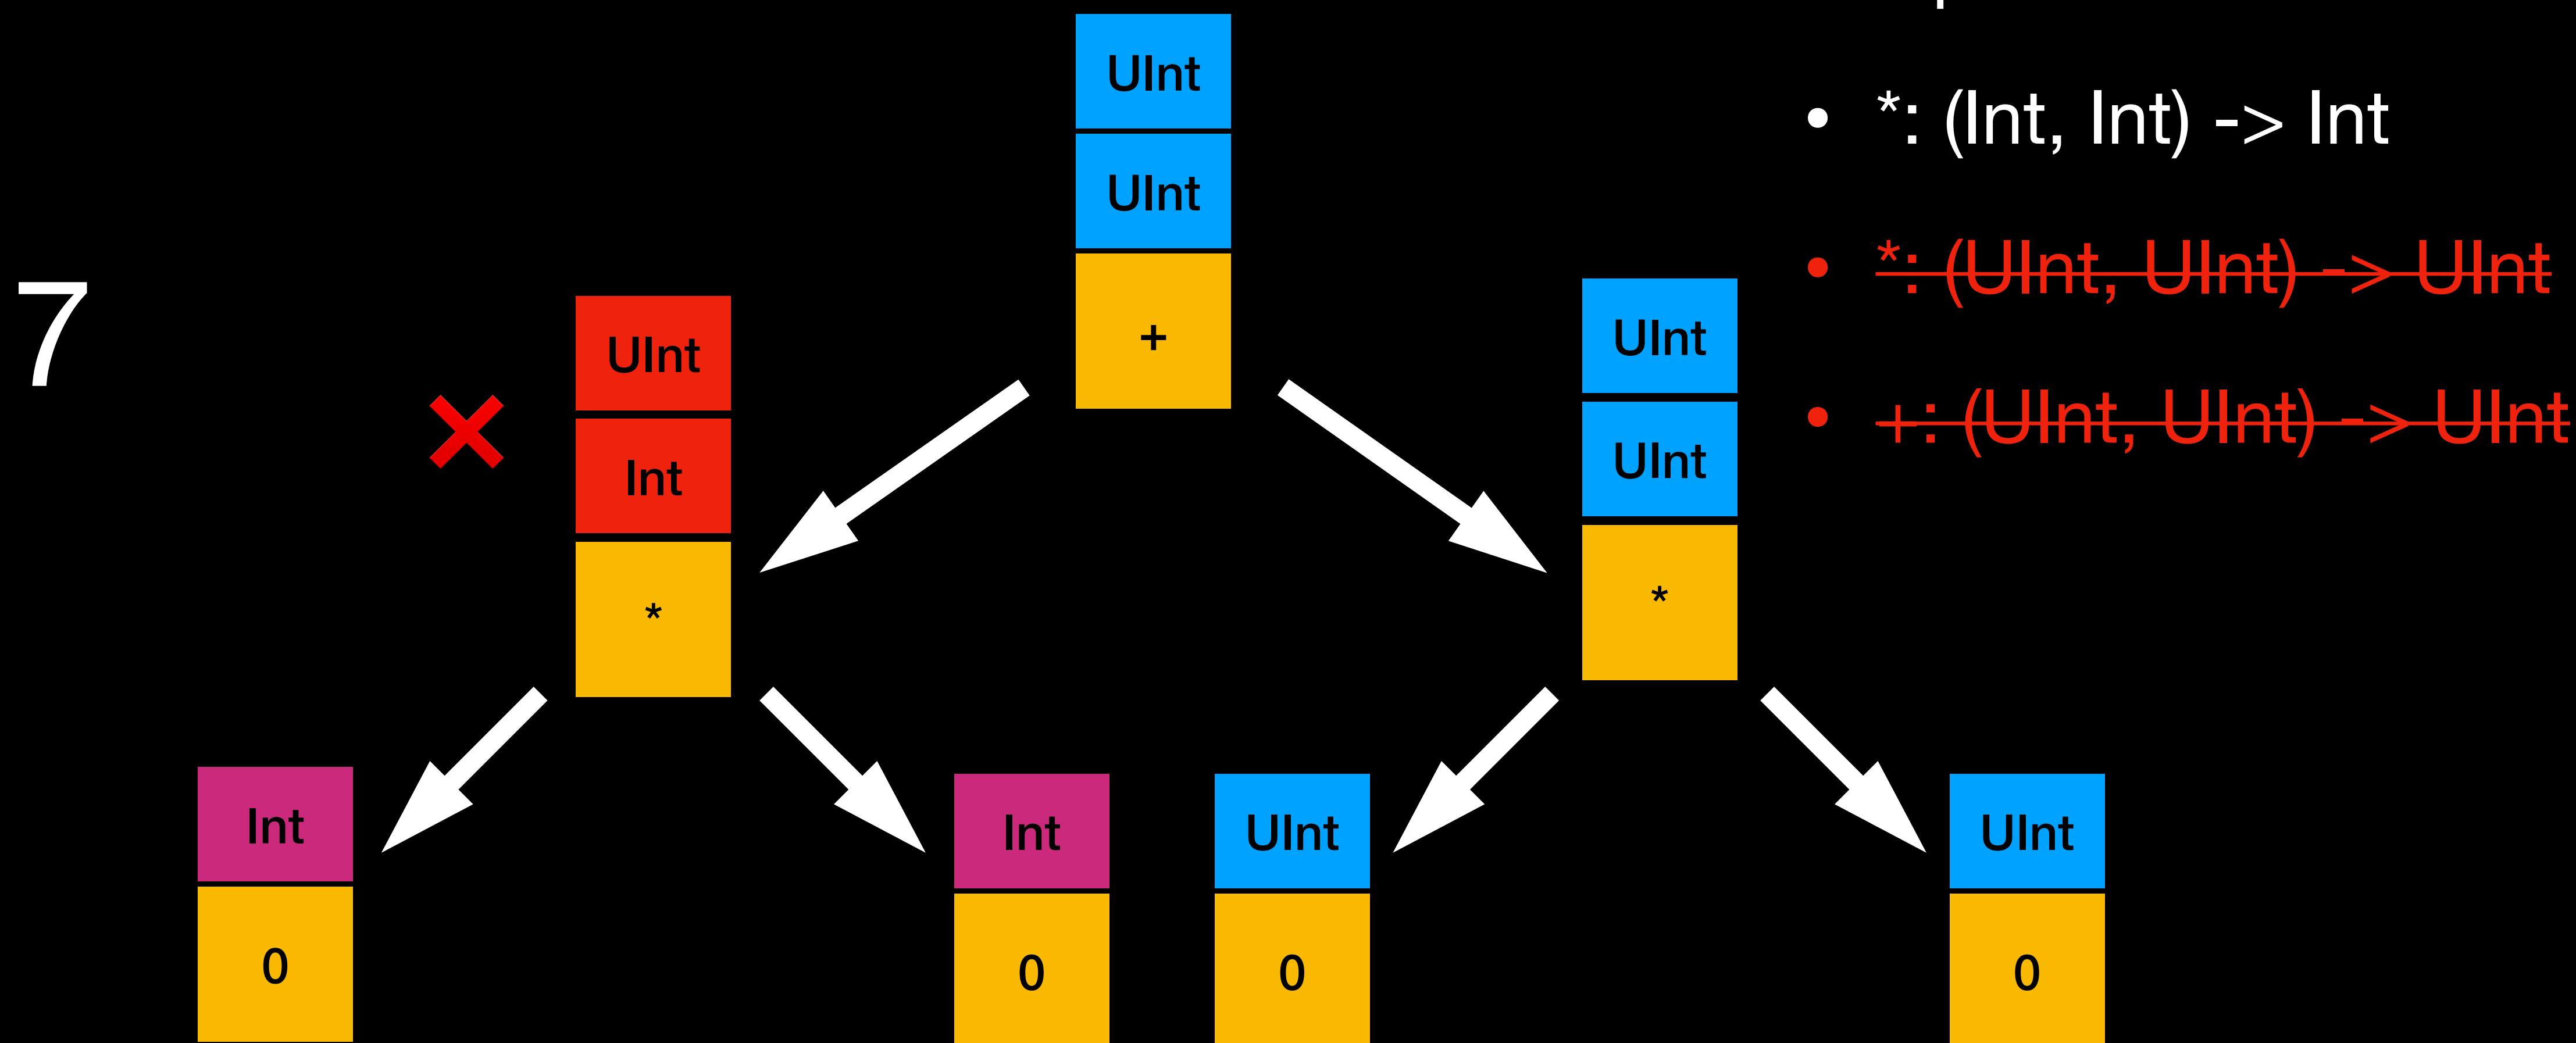 7
UInt
UInt
+
UInt
Int
*
UInt
UInt
*
Int
0
Int
0
UInt
0
UInt
0
• *: (Int, Int) -> Int
• *: (UInt, UInt) -> UInt
• +: (UInt, UInt) -> UInt